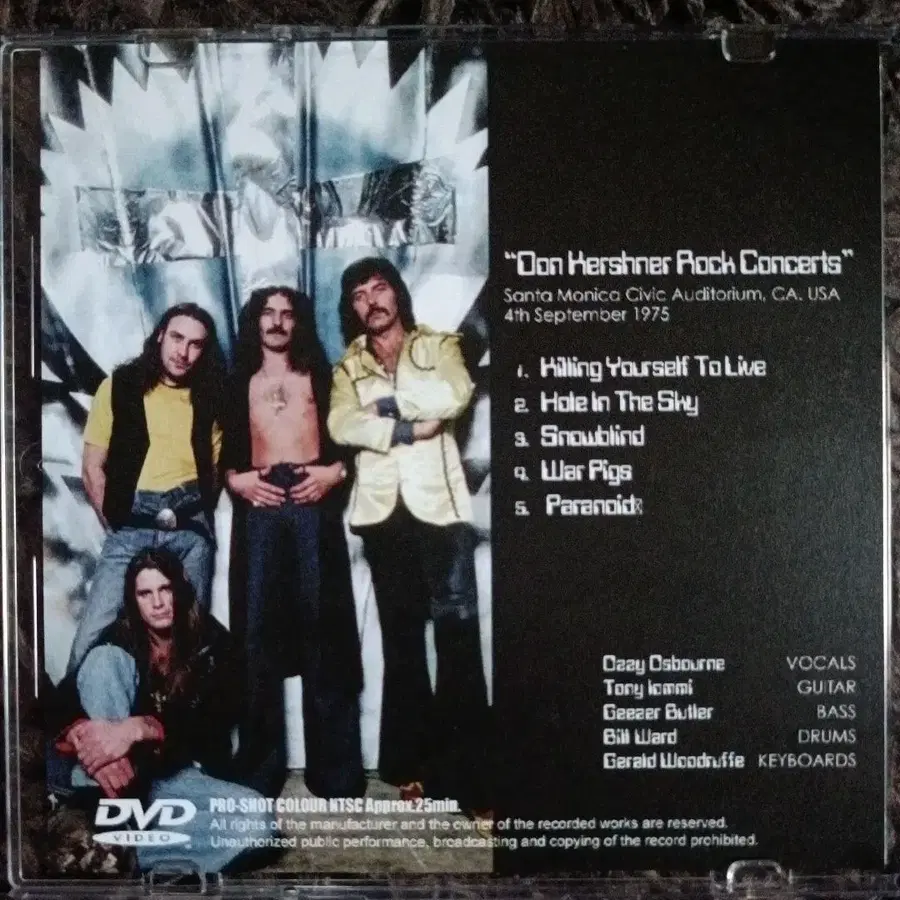 "Don Kershner Rock Concerts"
Santa Monica Civic Auditorium, CA. USA
4th September 1975
1. Killing Yourself To Live
2. Hole In The Sky
3. Snowblind
4. War Pigs
5. Paranoid
Ozzy Osbourne VOCALS
Tony Iommi GUITAR
Geezer Butler BASS
Bill Ward DRUMS
Gerald Woodruffe KEYBOARDS
DVD VIDEO
PRO-SHOT COLOUR NTSC Approx.25min.
All rights of the manufacturer and the owner of the recorded works are reserved.
Unauthorized public performance, broadcasting and copying of the record prohibited.